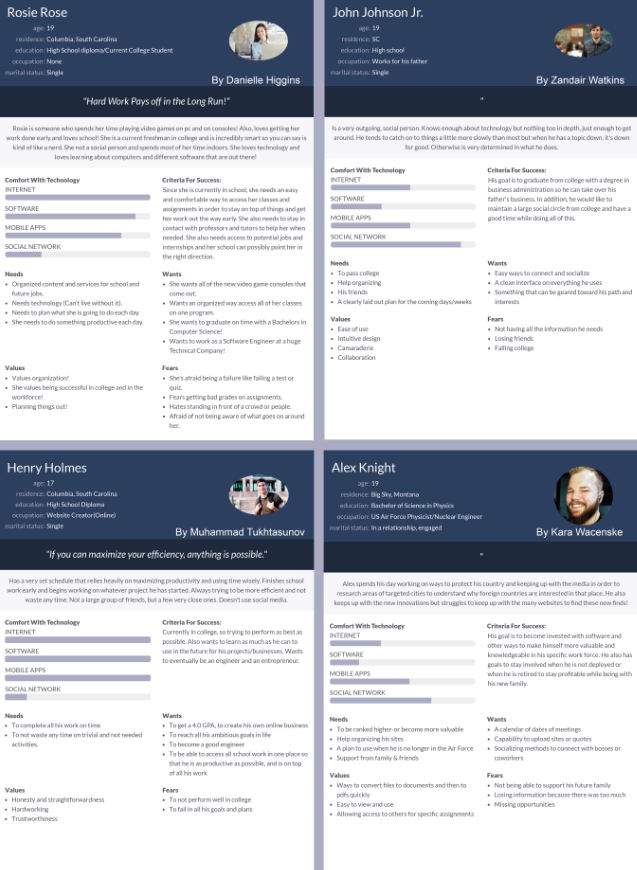 Rosie Rose
age: 19
residence: Columbia, South Carolina
education: High School diploma/Current College Student
occupation: None
marital status: Single
By Danielle Higgins
"Hard Work Pays off in the Long Run!"
Rosie is someone who spends her time playing video games on pc and on consoles! Also, loves getting her
work done early and loves school! She is a current freshman in college and is incredibly smart so you can say is
kind of like a nerd. She not a social person and spends most of her time indoors. She loves technology and
loves learning about computers and different software that are out there!
Comfort With Technology
INTERNET
SOFTWARE
MOBILE APPS
SOCIAL NETWORK
Criteria For Success:
Since she is currently in school, she needs an easy
and comfortable way to access her classes and
assignments in order to stay on top of things and get
her work out the way early. She also needs to stay in
contact with professors and tutors to help her when
needed. She also needs access to potential jobs and
internships and her school can possibly point her in
the right direction.
Needs
• Organized content and services for school and
future jobs.
• Needs technology (Can't live without it).
• Needs to plan what she is going to do each day.
• She needs to do something productive each day.
Wants
• She wants all of the new video game consoles that
come out.
• Wants an organized way access all of her classes
on one program.
• She wants to graduate on time with a Bachelors in
Computer Science!
• Wants to work as a Software Engineer at a huge
Technical Company!
Values
• Values organization!
• She values being successful in college and in the
workforce!
• Planning things out!
Fears
• She's afraid being a failure like failing a test or
quiz.
• Fears getting bad grades on assignments.
• Hates standing in front of a crowd or people.
• Afraid of not being aware of what goes on around
her.
John Johnson Jr.
age: 19
residence: SC
education: High school
occupation: Works for his father
marital status: Single
By Zandair Watkins
"
Is a very outgoing, social person. Knows enough about technology but nothing too in depth, just enough to get
around. He tends to catch on to things a little more slowly than most but when he has a topic down, it's down
for good. Otherwise is very determined in what he does.
Comfort With Technology
INTERNET
SOFTWARE
MOBILE APPS
SOCIAL NETWORK
Criteria For Success:
His goal is to graduate from college with a degree in
business administration so he can take over his
father's business. In addition, he would like to
maintain a large social circle from college and have a
good time while doing all of this.
Needs
• To pass college
• Help organizing
• His friends
• A clearly laid out plan for the coming days/weeks
Wants
• Easy ways to connect and socialize
• A clean interface on everything he uses
• Something that can be geared toward his path and
interests
Values
• Ease of use
• Intuitive design
• Camaraderie
• Collaboration
Fears
• Not having all the information he needs
• Losing friends
• Failing college
Henry Holmes
age: 17
residence: Columbia, South Carolina
education: High School Diploma
occupation: Website Creator(Online)
marital status: Single
By Muhammad Tukhtasunov
"If you can maximize your efficiency, anything is possible."
Has a very set schedule that relies heavily on maximizing productivity and using time wisely. Finishes school
work early and begins working on whatever project he has started. Always trying to be more efficient and not
waste any time. Not a large group of friends, but a few very close ones. Doesn't use social media.
Comfort With Technology
INTERNET
SOFTWARE
MOBILE APPS
SOCIAL NETWORK
Criteria For Success:
Currently in college, so trying to perform as best as
possible. Also wants to learn as much as he can to
use in the future for his projects/businesses. Wants
to eventually be an engineer and an entrepreneur.
Needs
• To complete all his work on time
• To not waste any time on trivial and not needed
activities.
Wants
• To get a 4.0 GPA, to create his own online business
• To reach all his ambitious goals in life
• To become a good engineer
• To be able to access all school work in one place so
that he is as productive as possible, and is on top
of all his work
Values
• Honesty and straightforwardness
• Hardworking
• Trustworthiness
Fears
• To not perform well in college
• To fail in all his goals and plans
Alex Knight
age: 19
residence: Big Sky, Montana
education: Bachelor of Science in Physics
occupation: US Air Force Physicist/Nuclear Engineer
marital status: In a relationship, engaged
By Kara Wacenske
"
Alex spends his day working on ways to protect his country and keeping up with the media in order to
research areas of targeted cities to understand why foreign countries are interested in that place. He also
keeps up with the new innovations but struggles to keep up with the many websites to find these new finds!
Comfort With Technology
INTERNET
SOFTWARE
MOBILE APPS
SOCIAL NETWORK
Criteria For Success:
His goal is to become invested with software and
other ways to make himself more valuable and
knowledgeable in his specific work force. He also has
goals to stay involved when he is not deployed or
when he is retired to stay profitable while being with
his new family.
Needs
• To be ranked higher-or become more valuable
• Help organizing his sites
• A plan to use when he is no longer in the Air Force
• Support from family & friends
Wants
• A calendar of dates of meetings
• Capability to upload sites or quotes
• Socializing methods to connect with bosses or
coworkers
Values
• Ways to convert files to documents and then to
pdfs quickly
• Easy to view and use
• Allowing access to others for specific assignments
Fears
• Not being able to support his future family
• Losing information because there was too much
• Missing opportunities